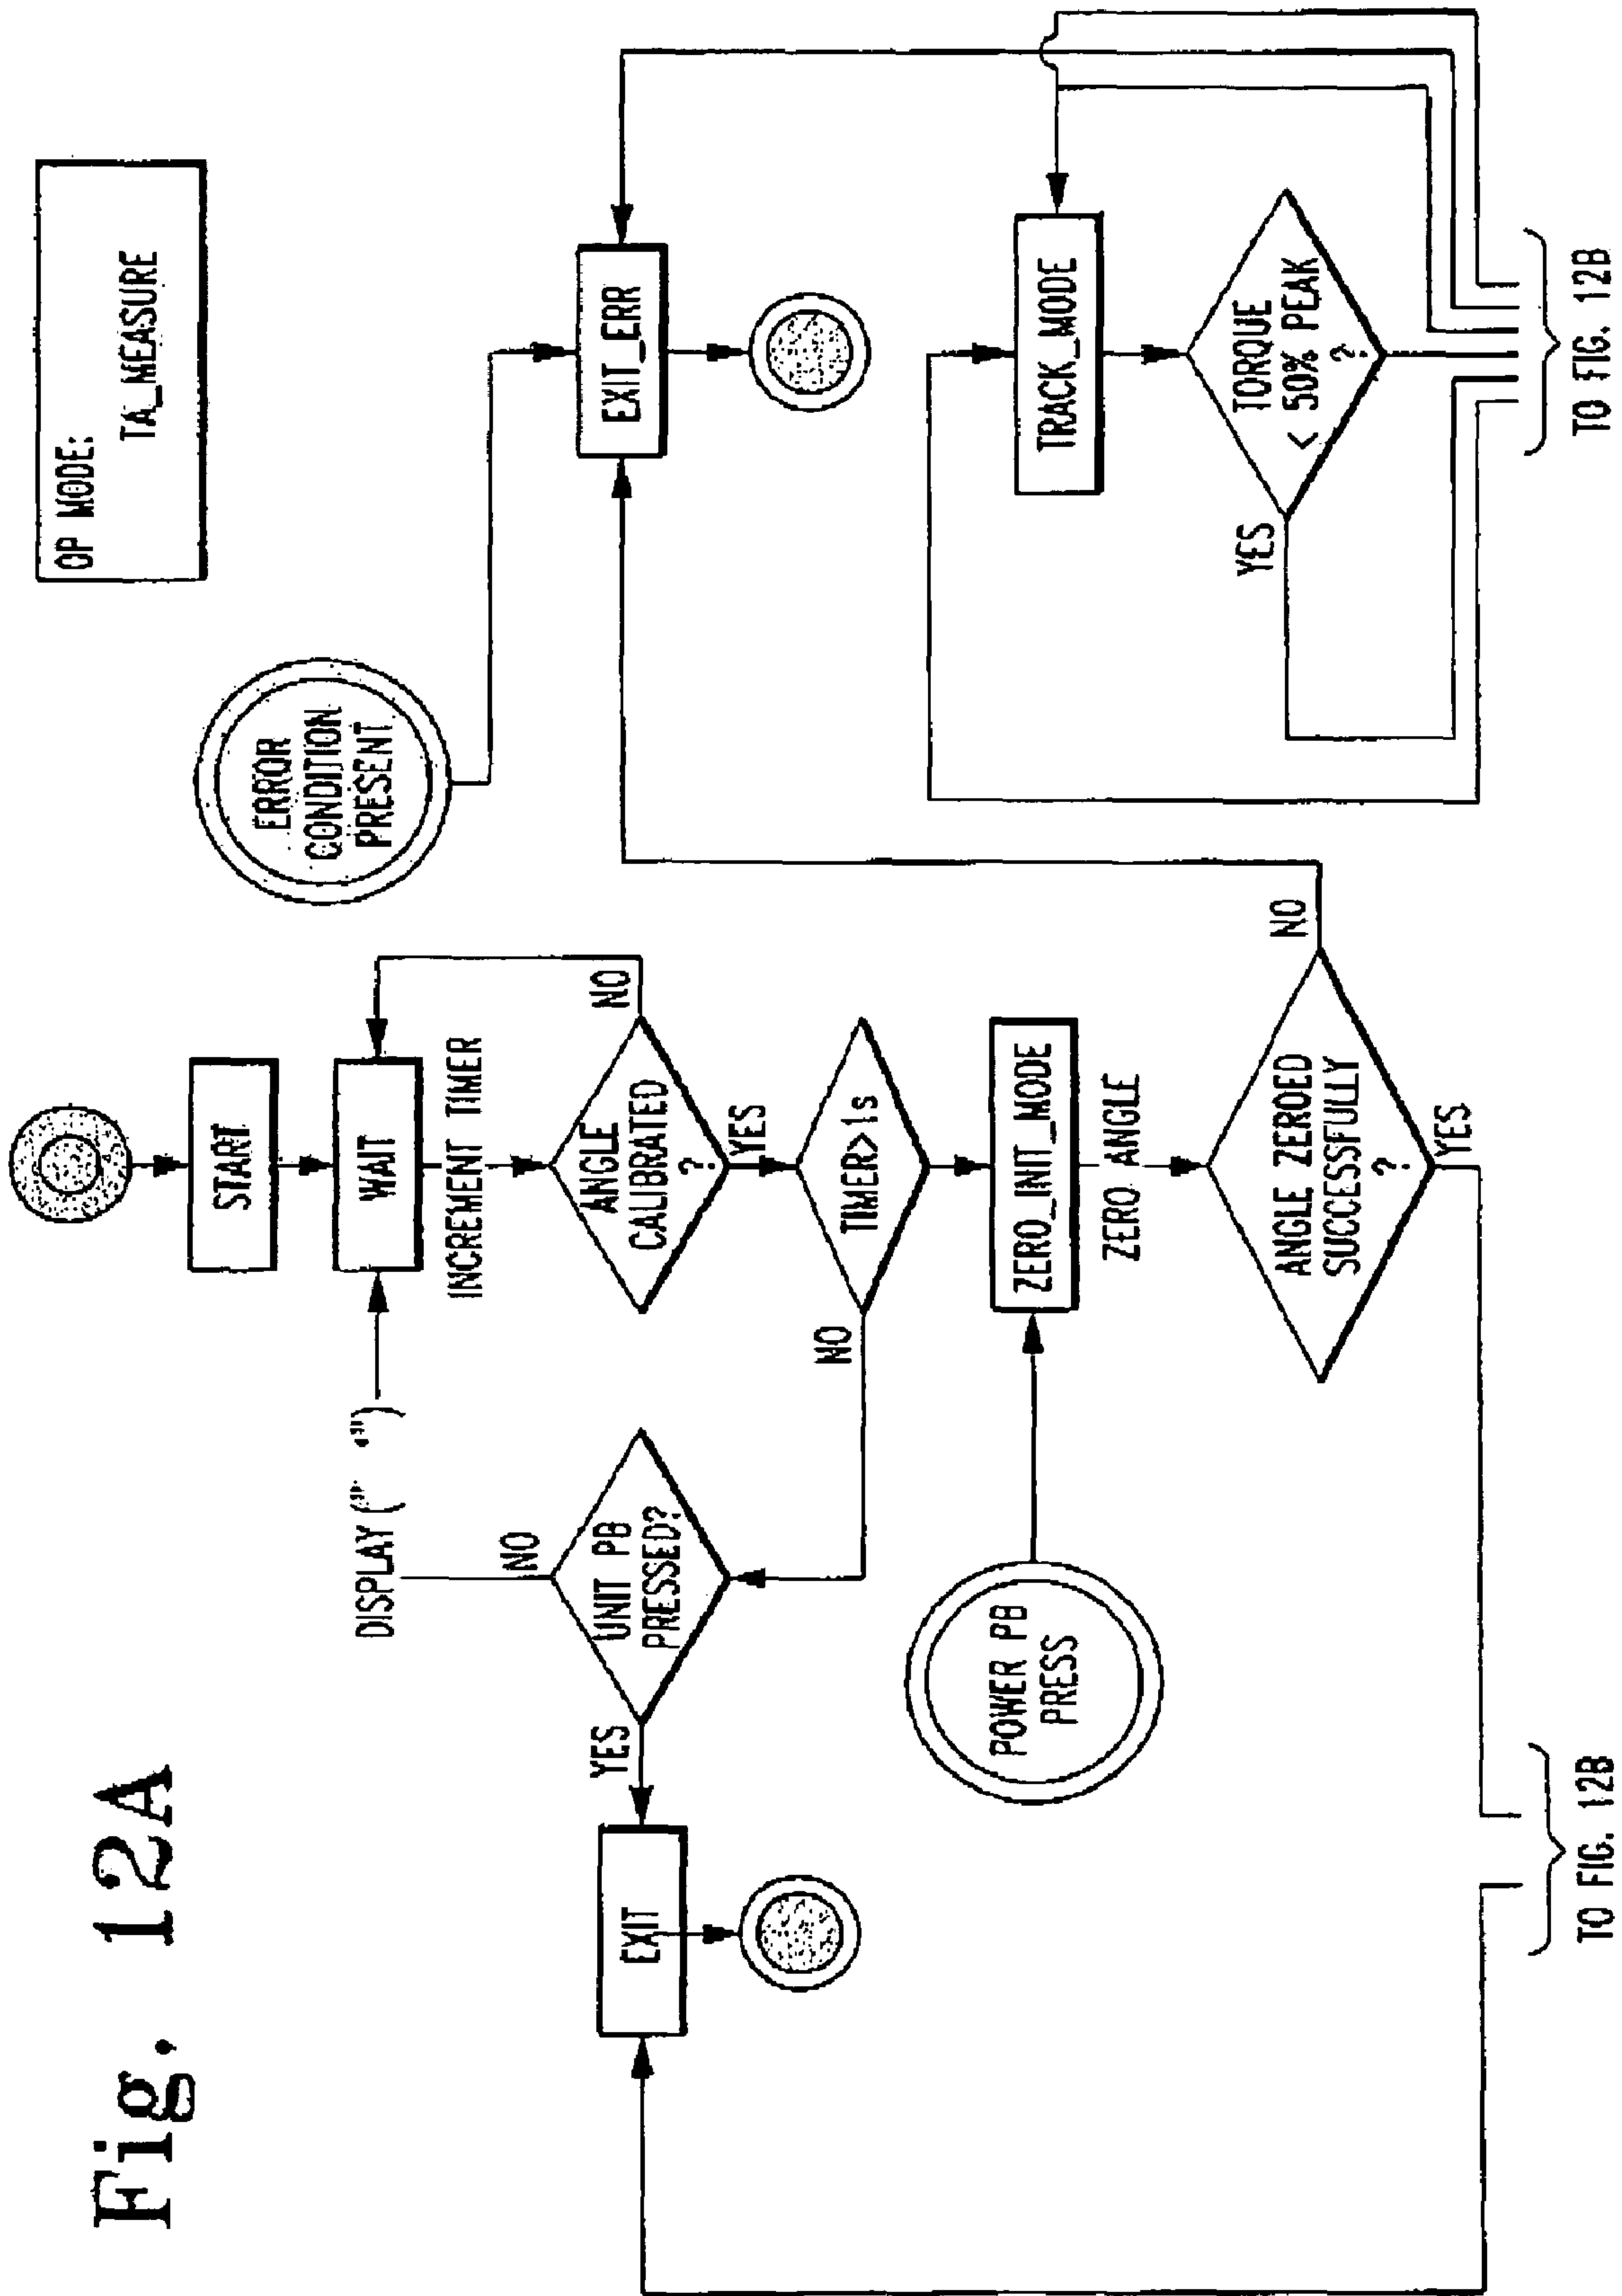 Fig. 12A
OP MODE:
TA_MEASURE
START
WAIT
DISPLAY (" ")
INCREMENT TIMER
ANGLE
CALIBRATED
?
NO
YES
TIMER>1s
NO
UNIT PB
PRESSED?
NO
YES
EXIT
POWER PB
PRESS
ZERO_INIT_MODE
ZERO ANGLE
ANGLE ZEROED
SUCCESSFULLY
?
NO
YES
ERROR
CONDITION
PRESENT
EXIT_ERR
TRACK_MODE
TORQUE
< 50% PEAK
?
YES
TO FIG. 12B
TO FIG. 12B